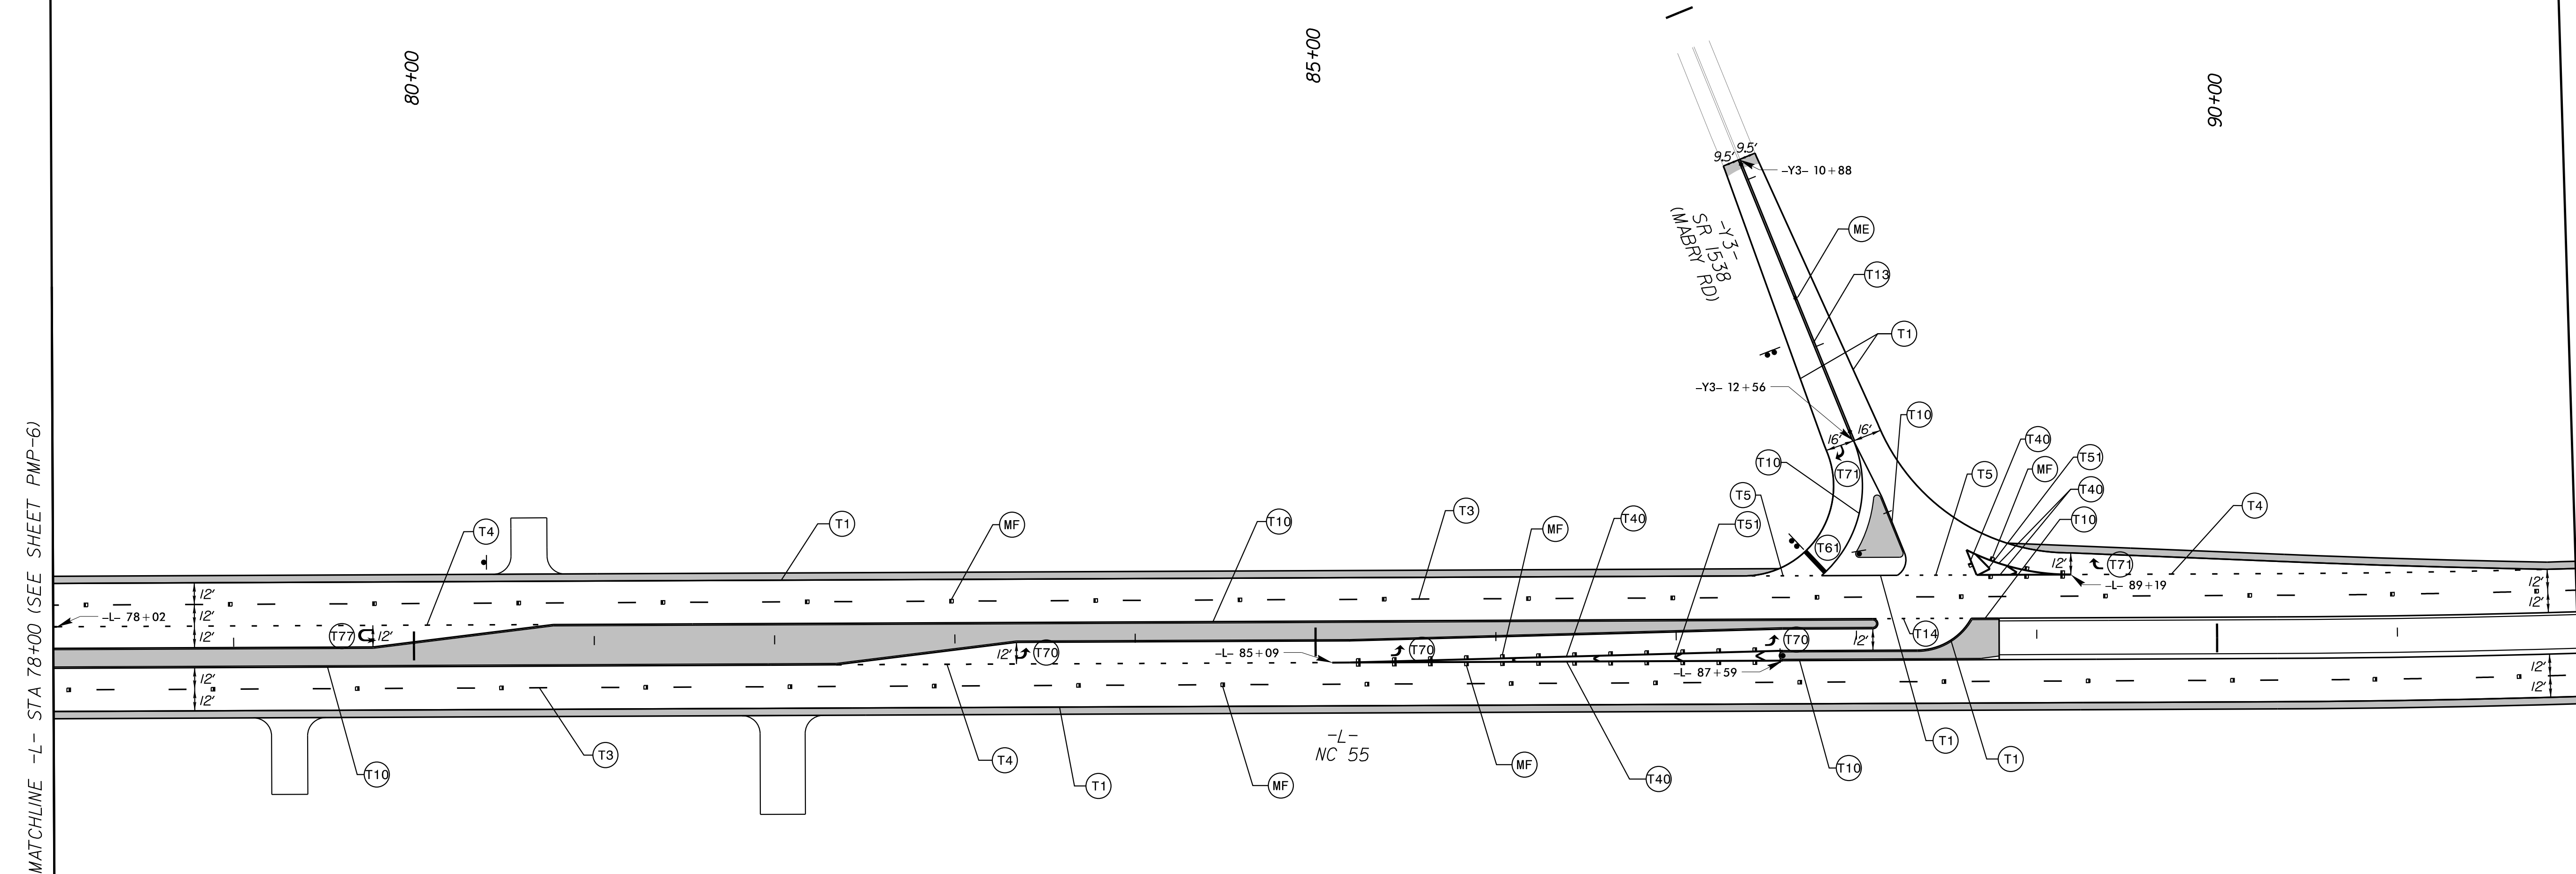 80+00
85+00
90+00
9.5' 9.5'
-Y3- 10+88
-Y3-
SR 1538
(MABRY RD)
ME
T13
T1
-Y3- 12+56
T10
16' 16'
T10
T71
T40
T51
MF
T5
T40
T10
T4
T5
T51
T61
T4
T1
MF
T10
T3
MF
T40
12'
T71
-L- 89+19
12'
12'
12'
12'
12'
-L- 78+02
T77
12'
12'
T70
-L- 85+09
T70
T70
12'
T14
-L- 87+59
12'
12'
12'
12'
MATCHLINE -L- STA 78+00 (SEE SHEET PMP-6)
T10
T3
T4
T1
MF
-L-
NC 55
MF
T40
T10
T1
T1